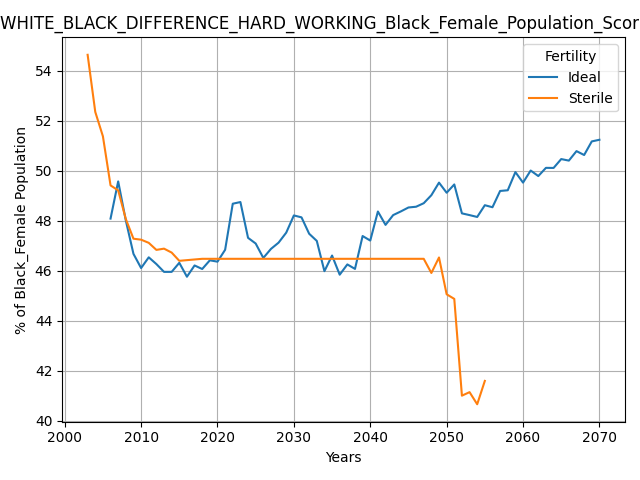 WHITE_BLACK_DIFFERENCE_HARD_WORKING_Black_Female_Population_Scor
Fertility
Ideal
Sterile
% of Black_Female Population
54
52
50
48
46
44
42
40
2000 2010 2020 2030 2040 2050 2060 2070
Years